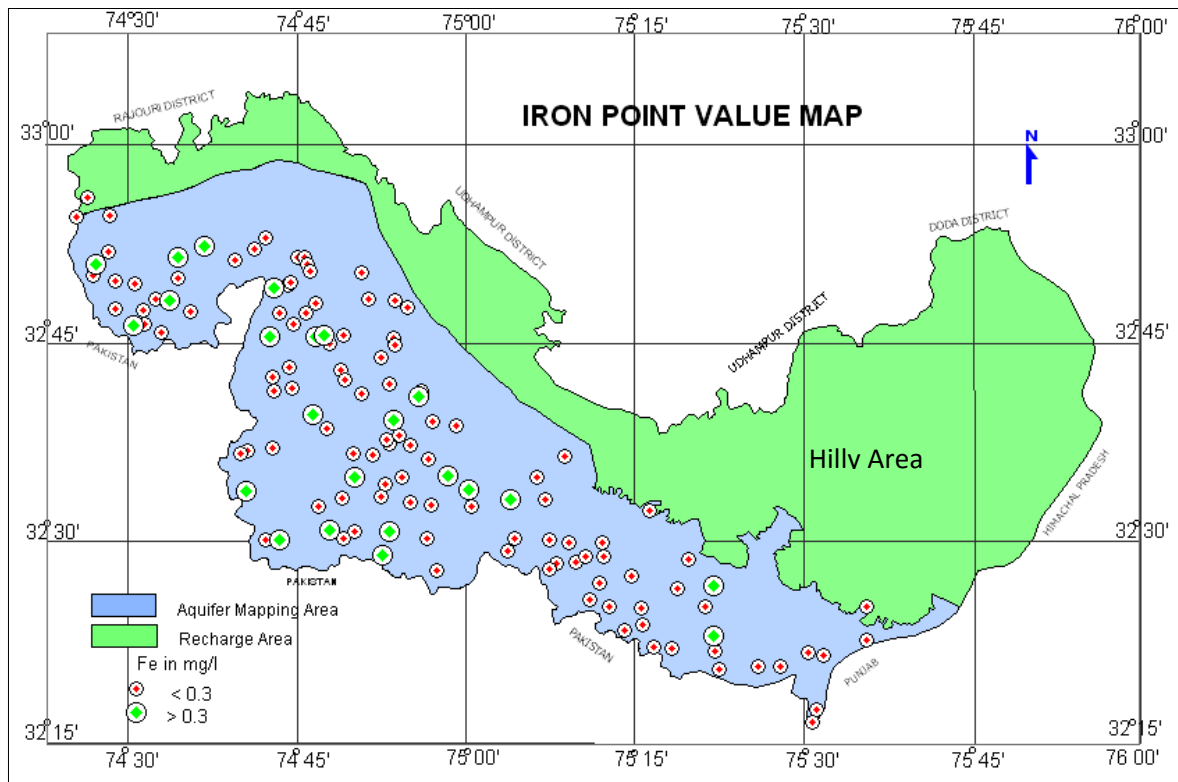 74°30' 74°45' 75°00' 75°15' 75°30' 75°45' 76°00'
RAJOURI DISTRICT
IRON POINT VALUE MAP
33°00' 33°00'
N
UDHAMPUR DISTRICT
DODA DISTRICT
UDHAMPUR DISTRICT
32°45' 32°45'
PAKISTAN
Hilly Area
HIMACHAL PRADESH
32°30' 32°30'
PAKISTAN
Aquifer Mapping Area
PAKISTAN
Recharge Area
PUNJAB
Fe in mg/l
< 0.3
> 0.3
32°15' 32°15'
74°30' 74°45' 75°00' 75°15' 75°30' 75°45' 76°00'